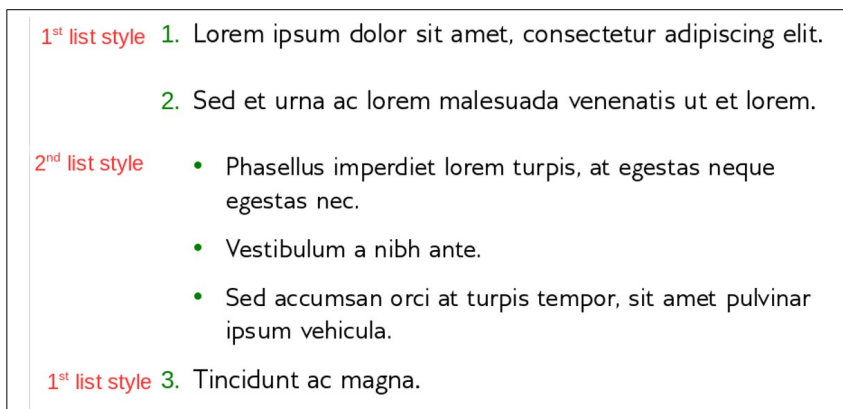 1st list style 1. Lorem ipsum dolor sit amet, consectetur adipiscing elit.
2. Sed et urna ac lorem malesuada venenatis ut et lorem.
2nd list style • Phasellus imperdiet lorem turpis, at egestas neque
egestas nec.
• Vestibulum a nibh ante.
• Sed accumsan orci at turpis tempor, sit amet pulvinar
ipsum vehicula.
1st list style 3. Tincidunt ac magna.